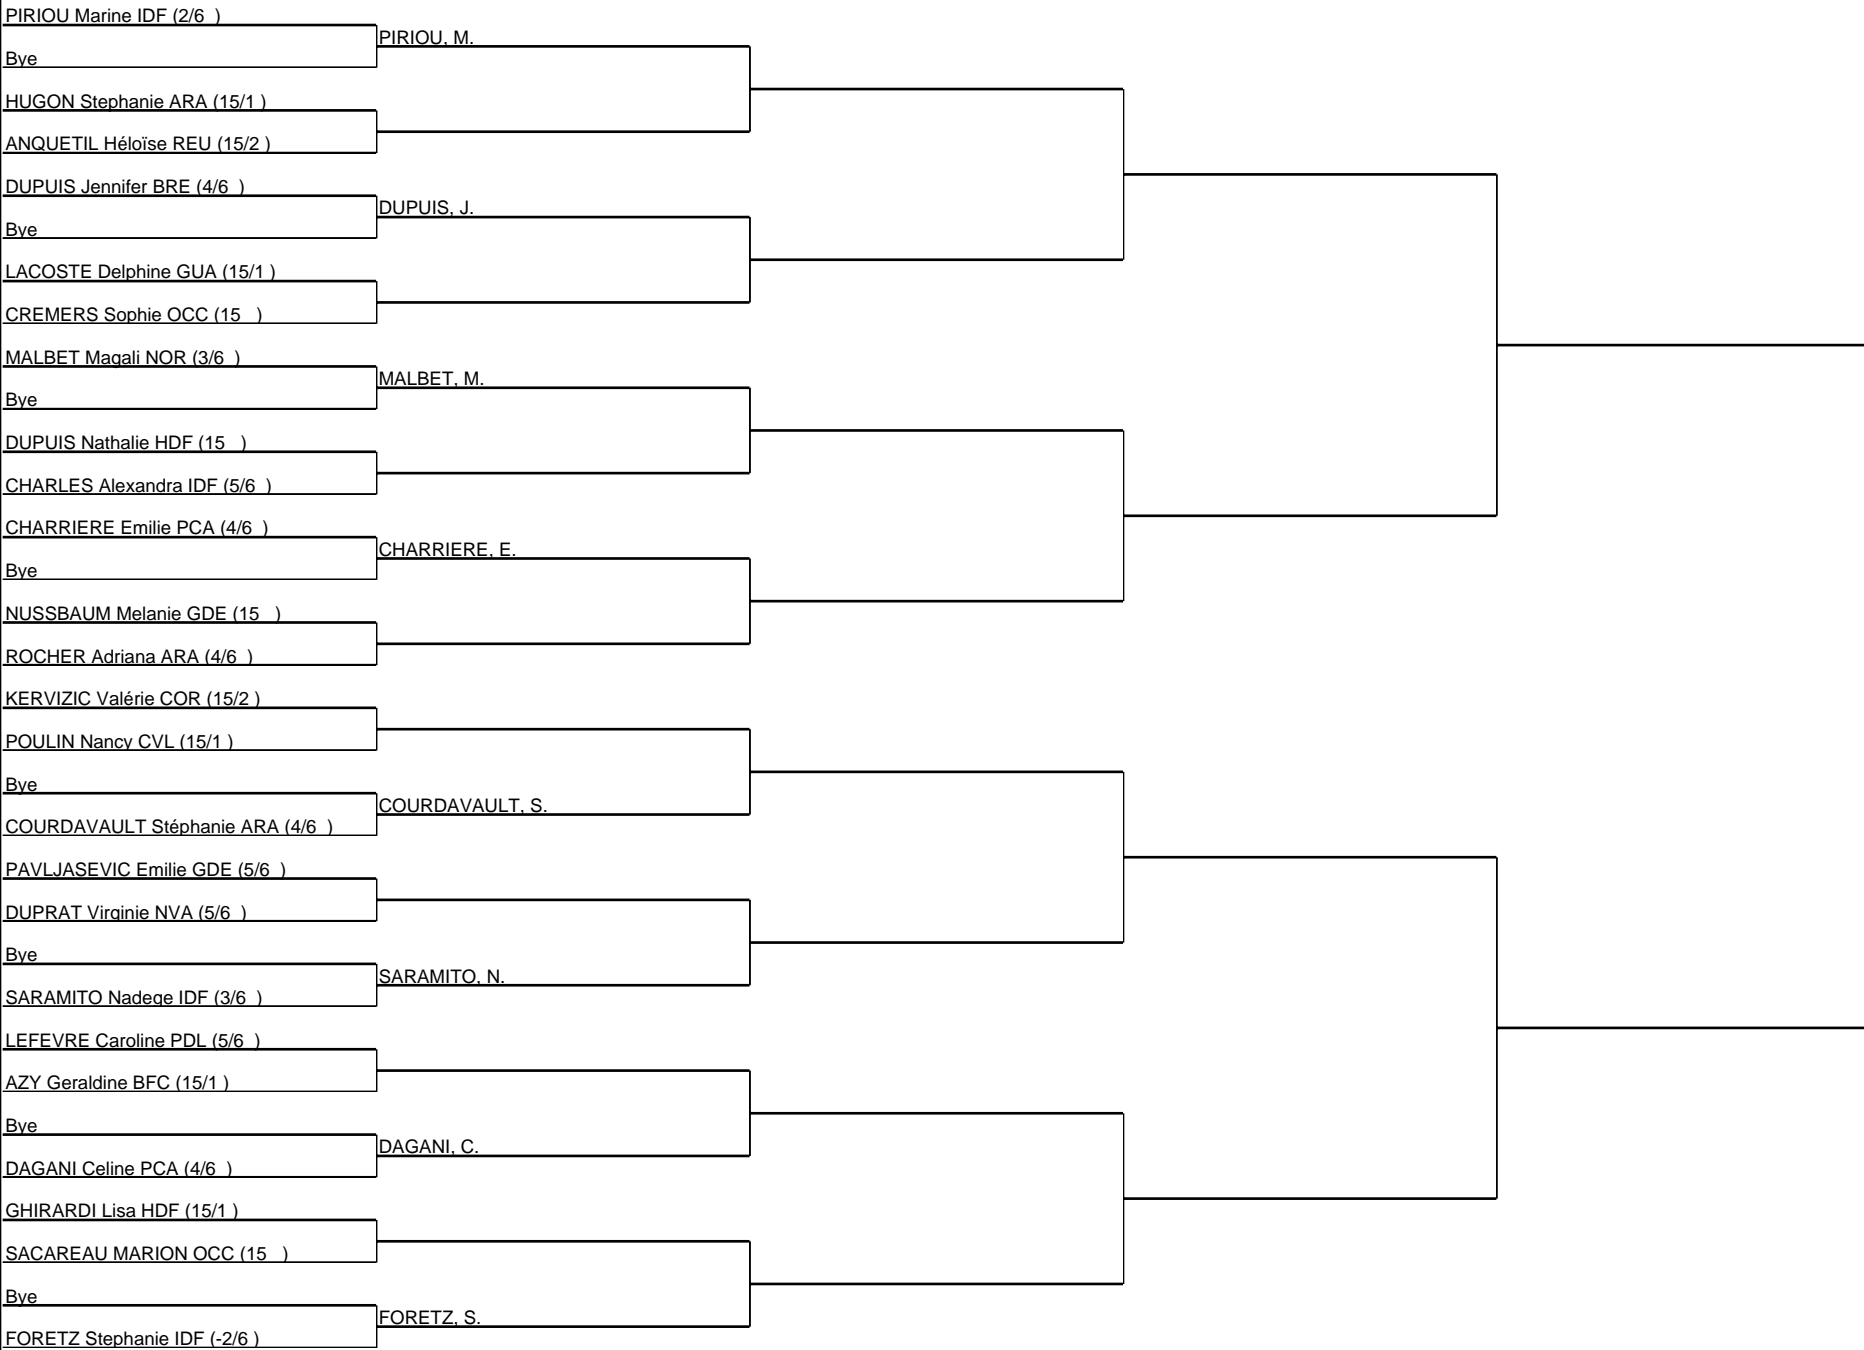 PIRIOU Marine IDF (2/6 )
PIRIOU, M.
Bye
HUGON Stephanie ARA (15/1 )
ANQUETIL Héloïse REU (15/2 )
DUPUIS Jennifer BRE (4/6 )
DUPUIS, J.
Bye
LACOSTE Delphine GUA (15/1 )
CREMERS Sophie OCC (15 )
MALBET Magali NOR (3/6 )
MALBET, M.
Bye
DUPUIS Nathalie HDF (15 )
CHARLES Alexandra IDF (5/6 )
CHARRIERE Emilie PCA (4/6 )
CHARRIERE, E.
Bye
NUSSBAUM Melanie GDE (15 )
ROCHER Adriana ARA (4/6 )
KERVIZIC Valérie COR (15/2 )
POULIN Nancy CVL (15/1 )
Bye
COURDAVAULT, S.
COURDAVAULT Stéphanie ARA (4/6 )
PAVLJASEVIC Emilie GDE (5/6 )
DUPRAT Virginie NVA (5/6 )
Bye
SARAMITO, N.
SARAMITO Nadege IDF (3/6 )
LEFEVRE Caroline PDL (5/6 )
AZY Geraldine BFC (15/1 )
Bye
DAGANI, C.
DAGANI Celine PCA (4/6 )
GHIRARDI Lisa HDF (15/1 )
SACAREAU MARION OCC (15 )
Bye
FORETZ, S.
FORETZ Stephanie IDF (-2/6 )